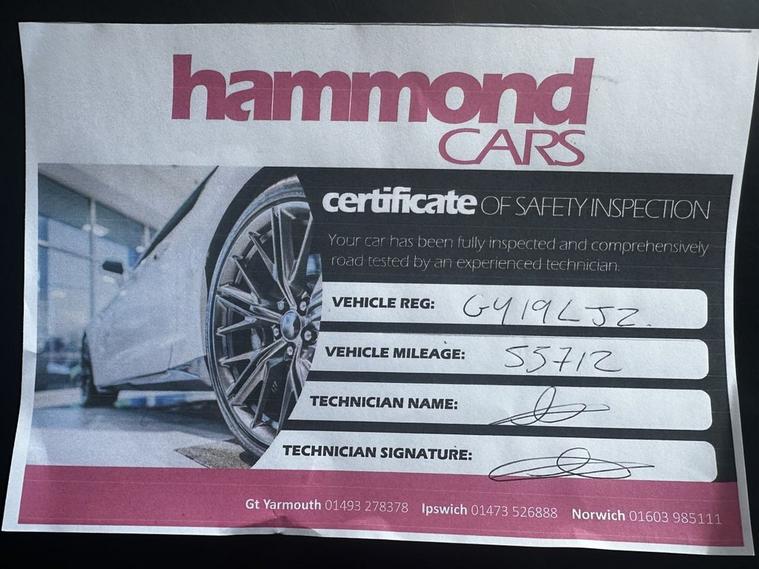 hammond
CARS
certificate OF SAFETY INSPECTION
Your car has been fully inspected and comprehensively
road tested by an experienced technician.
VEHICLE REG: GY19LJZ.
VEHICLE MILEAGE: 55712
TECHNICIAN NAME:
TECHNICIAN SIGNATURE:
Gt Yarmouth 01493 278378 Ipswich 01473 526888 Norwich 01603 985111